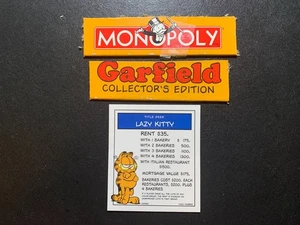 MONOPOLY
Garfield
COLLECTOR'S EDITION
TITLE DEED
LAZY KITTY
RENT $35.
WITH 1 BAKERY $ 175.
WITH 2 BAKERIES 500.
WITH 3 BAKERIES 1100.
WITH 4 BAKERIES 1300.
WITH ITALIAN RESTAURANT
$1500.
MORTGAGE VALUE $175.
BAKERIES COST $200. EACH
RESTAURANTS, $200. PLUS
4 BAKERIES